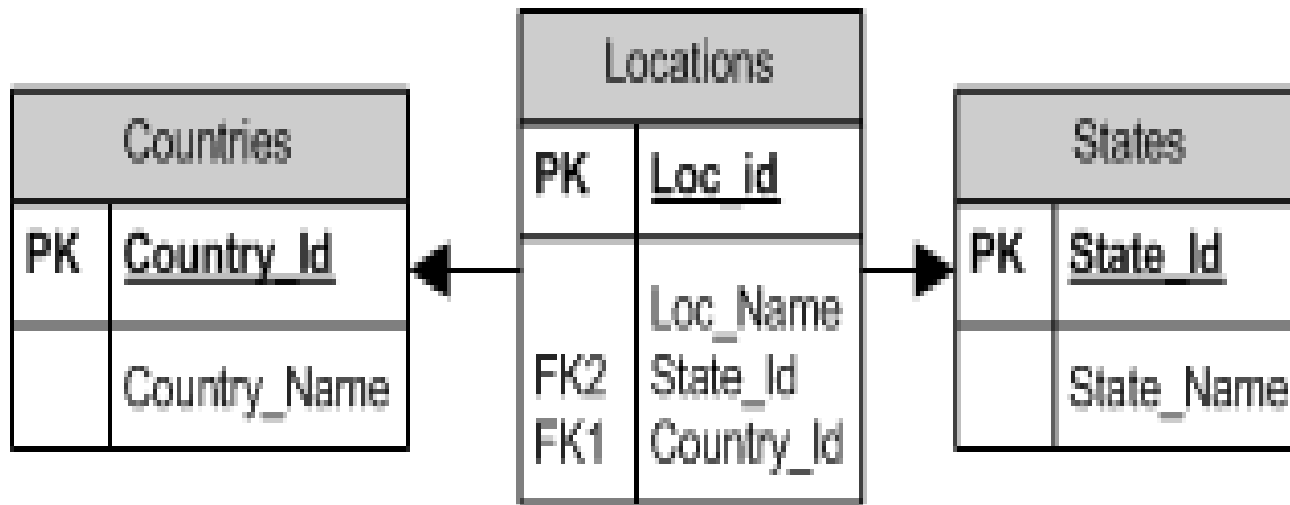 Countries
PK Country_Id
Country_Name
Locations
PK Loc_id
Loc_Name
FK2 State_Id
FK1 Country_Id
States
PK State_Id
State_Name